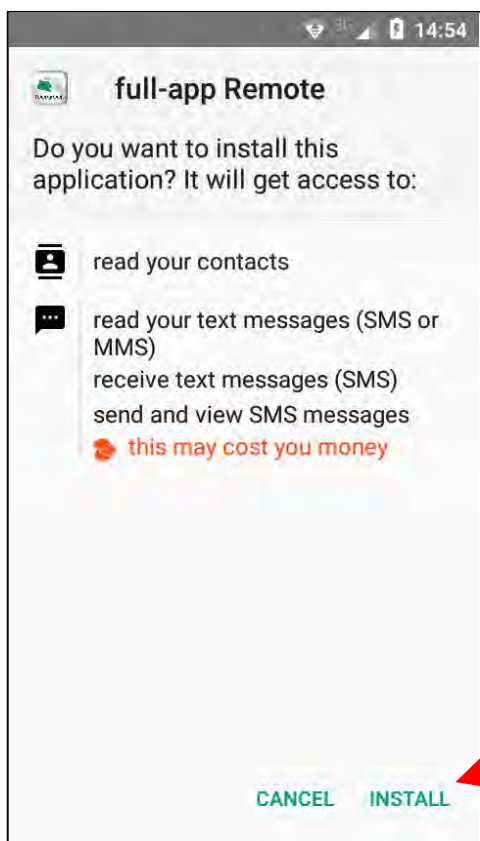 3G 14:54
full-app Remote
Do you want to install this
application? It will get access to:
read your contacts
read your text messages (SMS or
MMS)
receive text messages (SMS)
send and view SMS messages
this may cost you money
CANCEL INSTALL